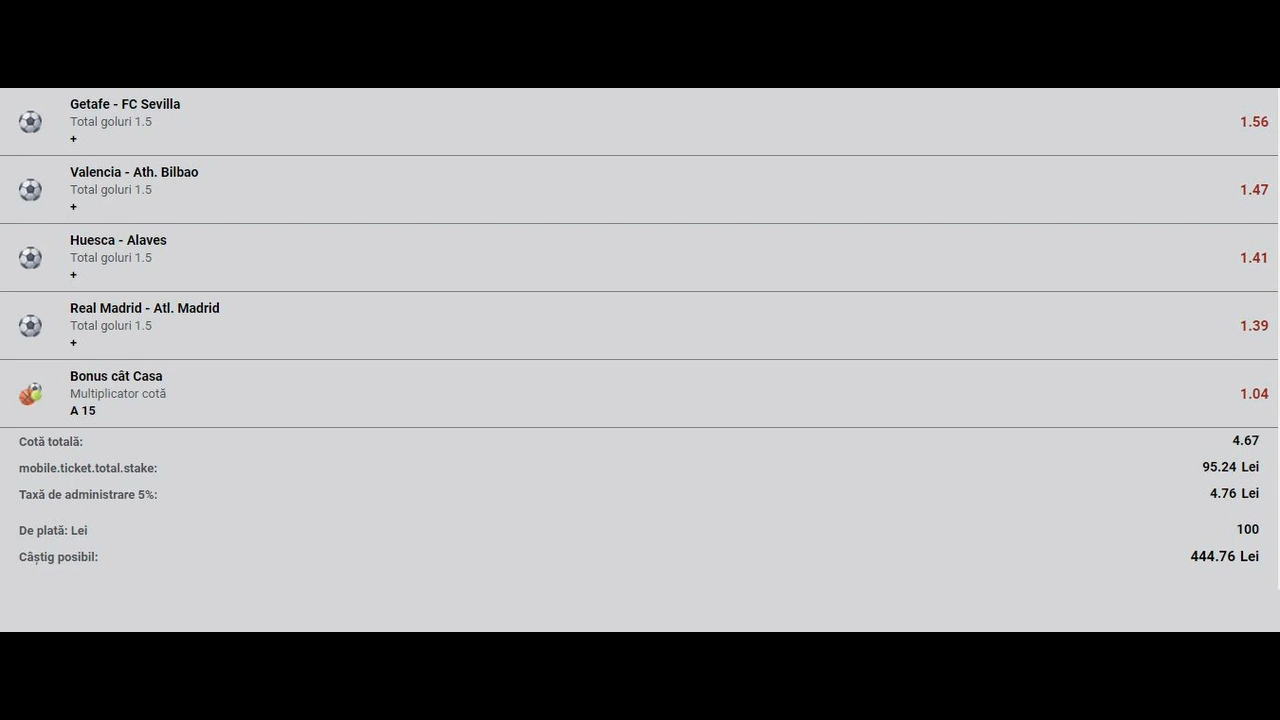 Getafe - FC Sevilla
Total goluri 1.5
1.56
+
Valencia - Ath. Bilbao
Total goluri 1.5
1.47
+
Huesca - Alaves
Total goluri 1.5
1.41
+
Real Madrid - Atl. Madrid
Total goluri 1.5
1.39
+
Bonus cât Casa
Multiplicator cotă
1.04
A 15
Cotă totală: 4.67
mobile.ticket.total.stake: 95.24 Lei
Taxă de administrare 5%: 4.76 Lei
De plată: Lei 100
Câștig posibil: 444.76 Lei